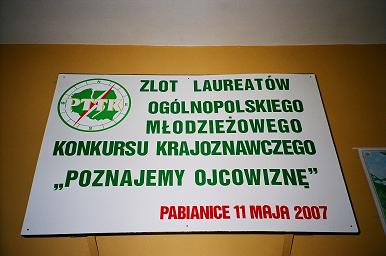 PTTK
ZLOT LAUREATÓW
OGÓLNOPOLSKIEGO
MŁODZIEŻOWEGO
KONKURSU KRAJOZNAWCZEGO
„POZNAJEMY OJCOWIZNĘ”
PABIANICE 11 MAJA 2007